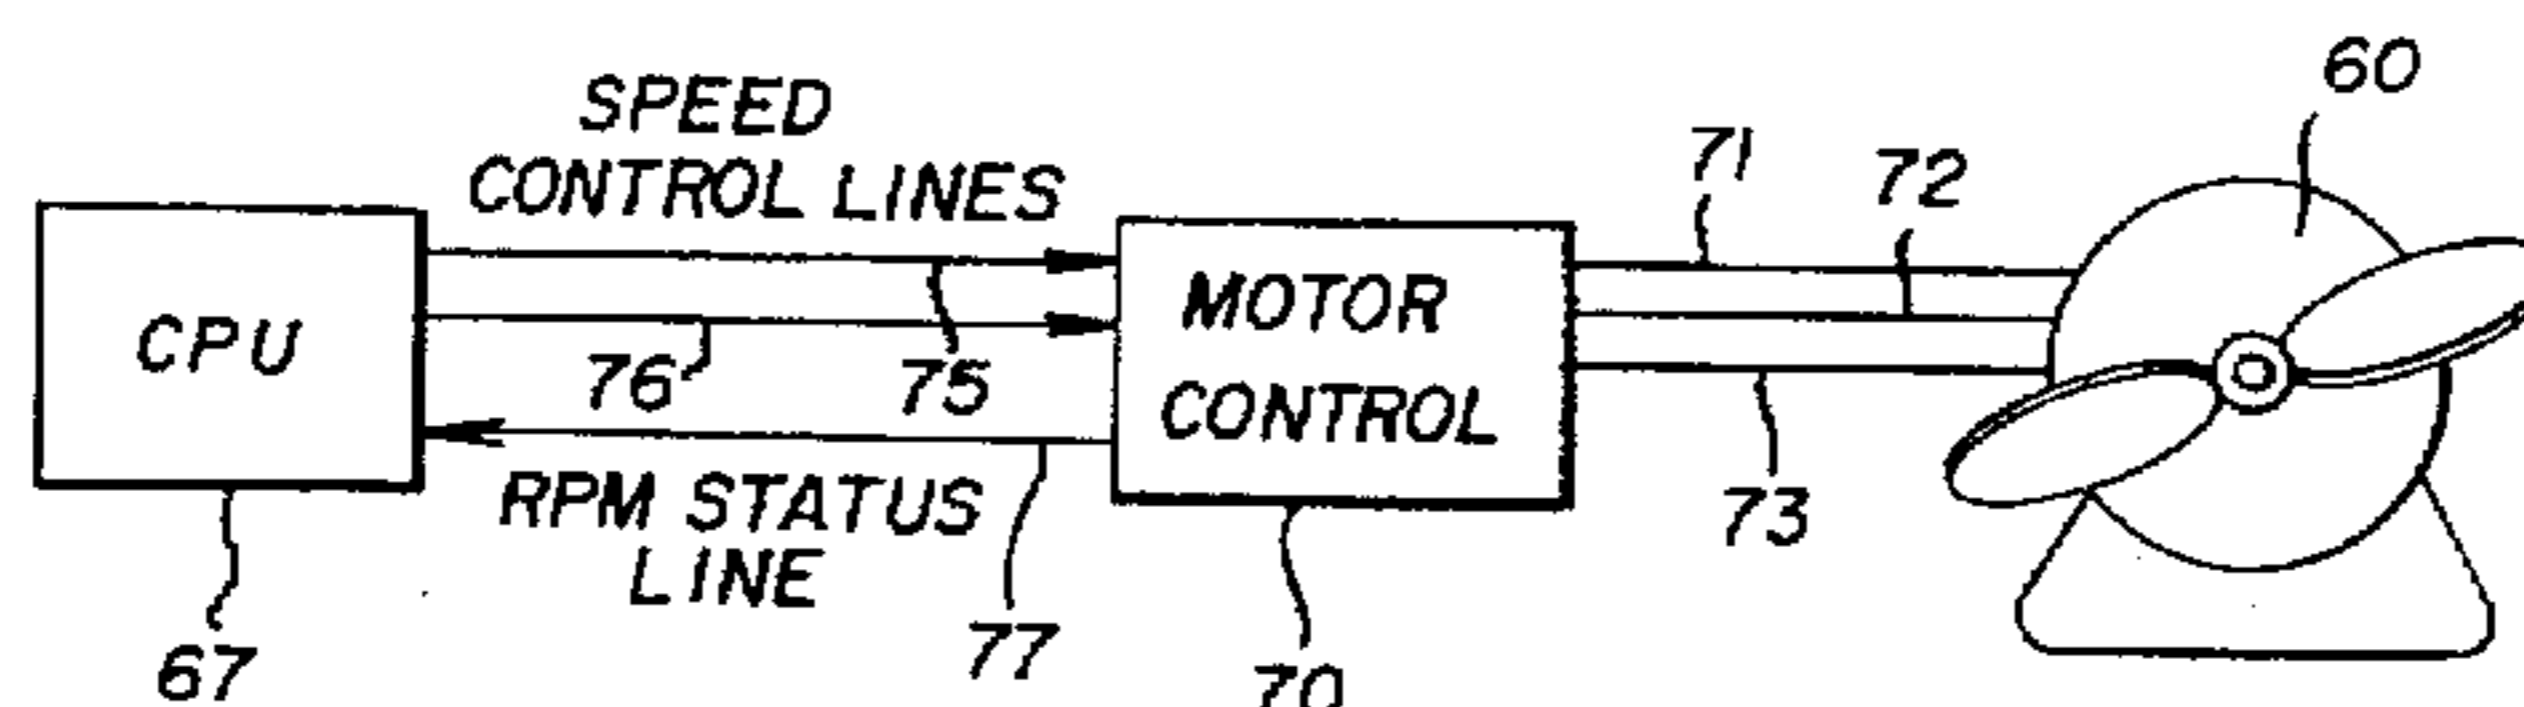 SPEED
CONTROL LINES
60
71
72
CPU
MOTOR
CONTROL
76
75
RPM STATUS
LINE
73
67
77
70